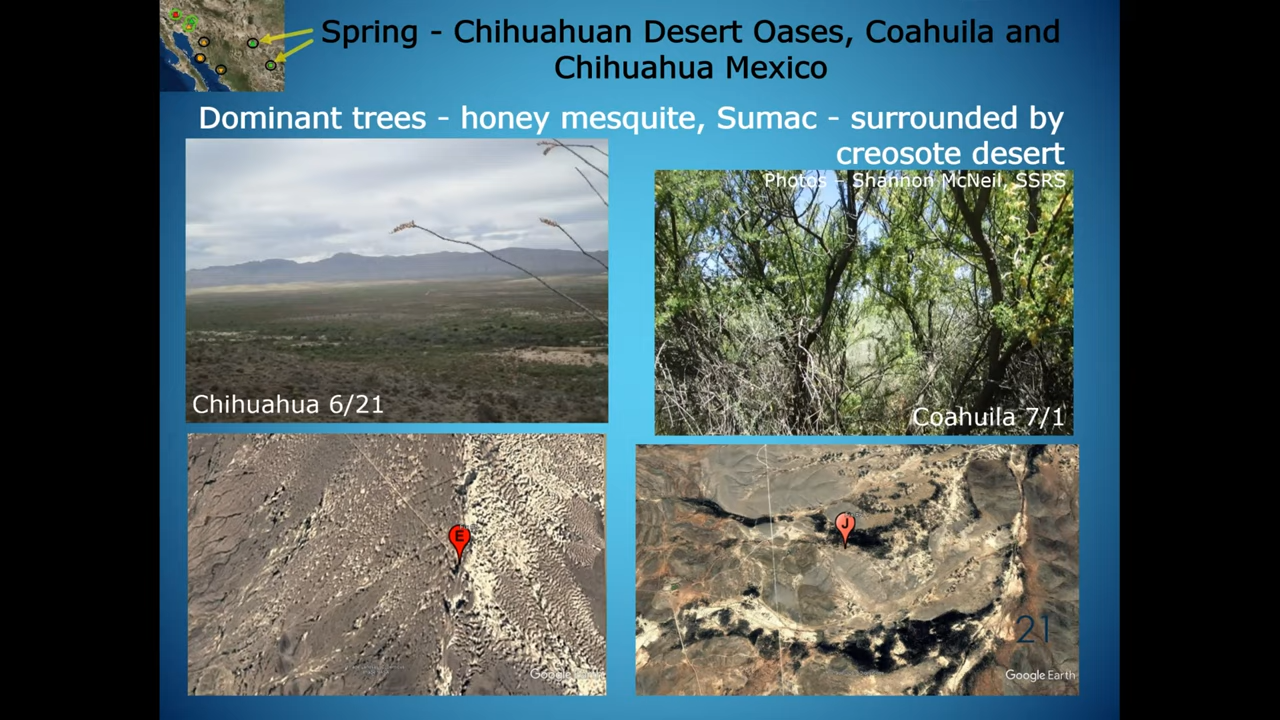 Spring - Chihuahuan Desert Oases, Coahuila and
Chihuahua Mexico
Dominant trees - honey mesquite, Sumac - surrounded by
creosote desert
Photos – Shannon McNeil, SSRS
Chihuahua 6/21
Coahuila 7/1
E
J
21
Google Earth
Google Earth